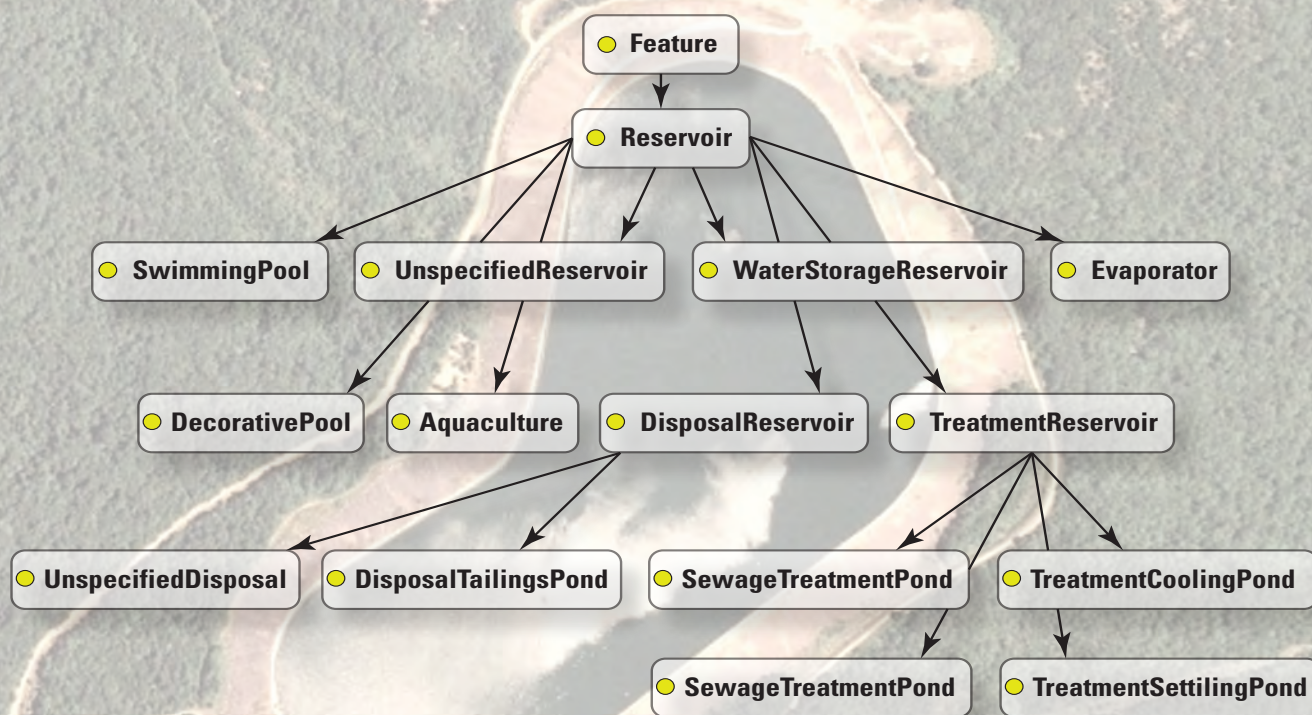 Feature
Reservoir
SwimmingPool
UnspecifiedReservoir
WaterStorageReservoir
Evaporator
DecorativePool
Aquaculture
DisposalReservoir
TreatmentReservoir
UnspecifiedDisposal
DisposalTailingsPond
SewageTreatmentPond
TreatmentCoolingPond
SewageTreatmentPond
TreatmentSettilingPond